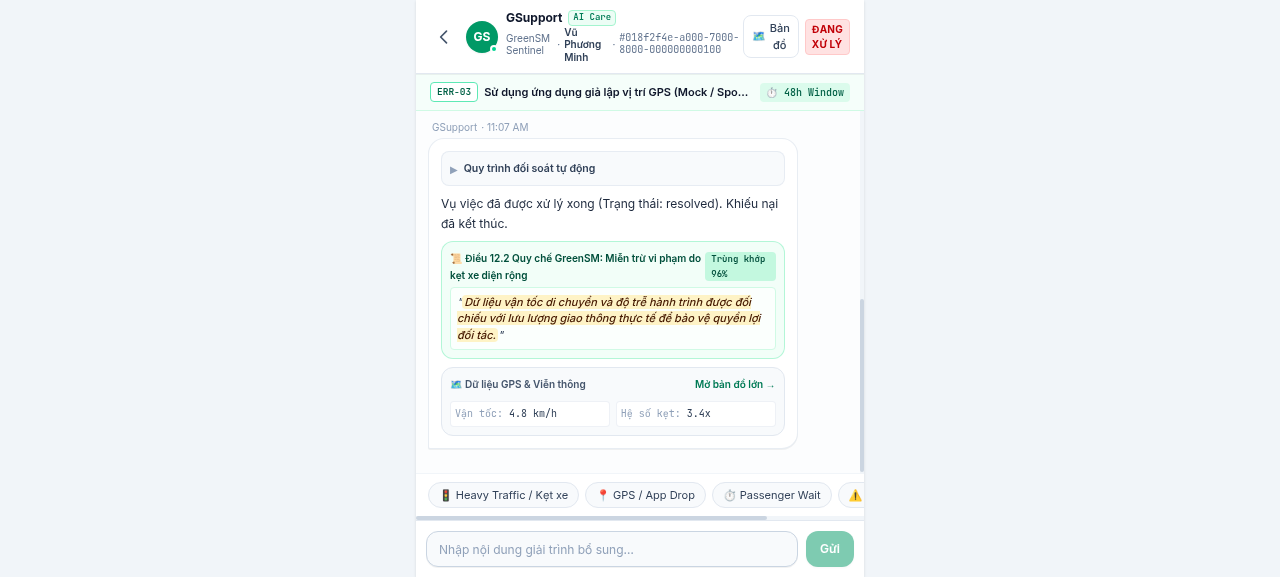 GS
GSupport AI Care
GreenSM Sentinel · Vũ Phương Minh · #018f2f4e-a000-7000-8000-000000000100
🗺️ Bản đồ
ĐANG XỬ LÝ
ERR-03 Sử dụng ứng dụng giả lập vị trí GPS (Mock / Spo... ⏱️ 48h Window
GSupport · 11:07 AM
▶ Quy trình đối soát tự động
Vụ việc đã được xử lý xong (Trạng thái: resolved). Khiếu nại
đã kết thúc.
📜 Điều 12.2 Quy chế GreenSM: Miễn trừ vi phạm do
kẹt xe diện rộng
Trùng khớp
96%
" Dữ liệu vận tốc di chuyển và độ trễ hành trình được đối
chiếu với lưu lượng giao thông thực tế để bảo vệ quyền lợi
đối tác. "
🗺️ Dữ liệu GPS & Viễn thông Mở bản đồ lớn →
Vận tốc: 4.8 km/h Hệ số kẹt: 3.4x
🚦 Heavy Traffic / Kẹt xe 📍 GPS / App Drop ⏱️ Passenger Wait ⚠️
Nhập nội dung giải trình bổ sung... Gửi